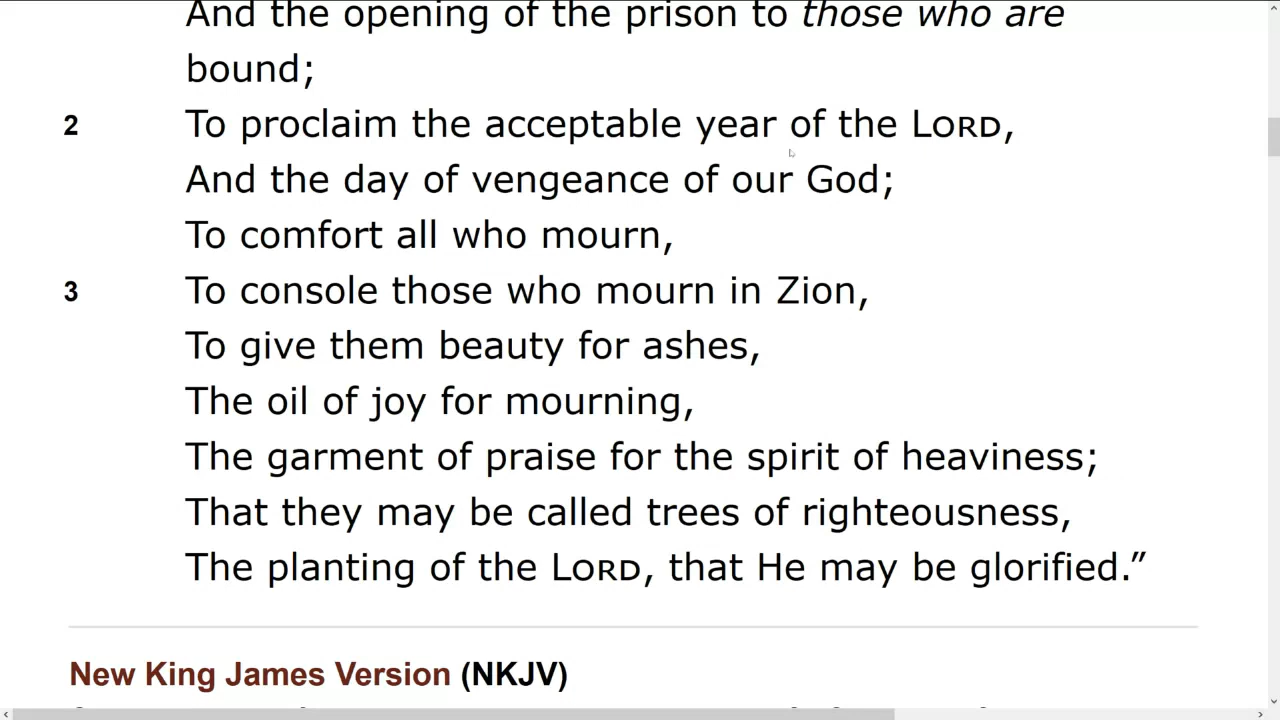 And the opening of the prison to those who are
bound;
2 To proclaim the acceptable year of the LORD,
And the day of vengeance of our God;
To comfort all who mourn,
3 To console those who mourn in Zion,
To give them beauty for ashes,
The oil of joy for mourning,
The garment of praise for the spirit of heaviness;
That they may be called trees of righteousness,
The planting of the LORD, that He may be glorified.”
New King James Version (NKJV)